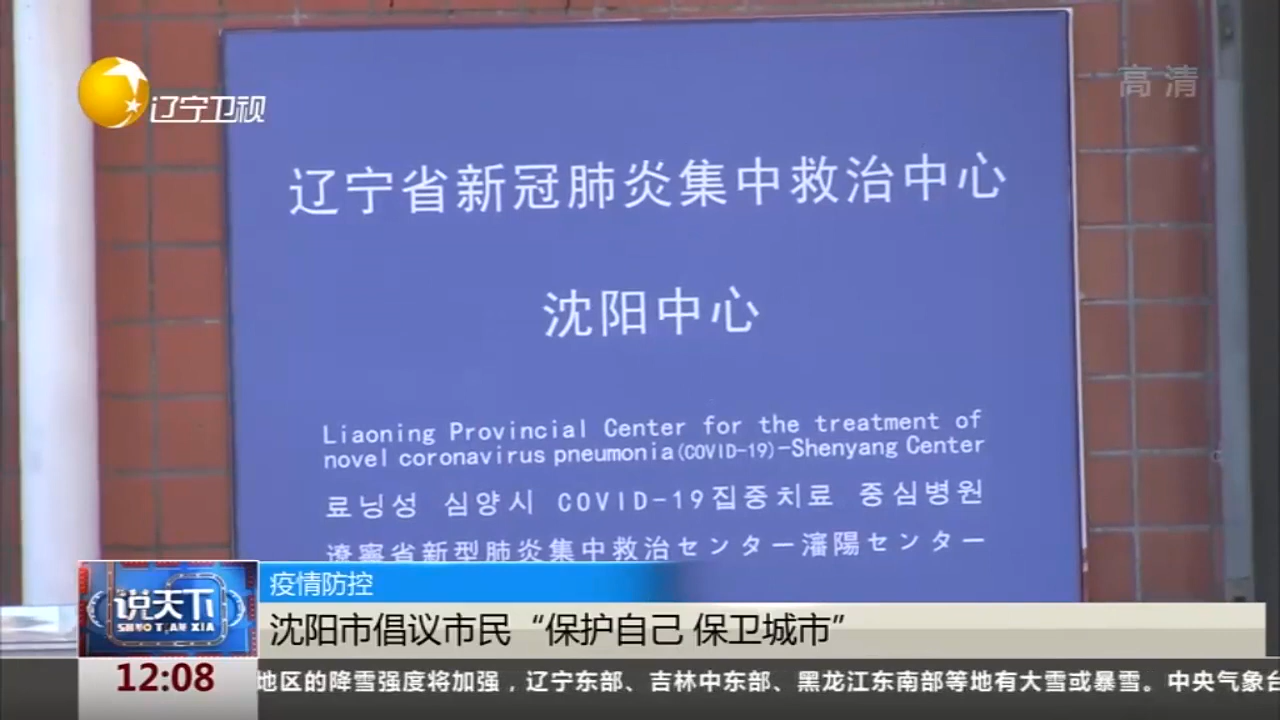 辽宁卫视
高清
辽宁省新冠肺炎集中救治中心
沈阳中心
Liaoning Provincial Center for the treatment of
novel coronavirus pneumonia(COVID-19)-Shenyang Center
료닝성 심양시 COVID-19집중치료 중심병원
遼寧省新型肺炎集中救治センター瀋陽センター
疫情防控
说天下
SHUO TIAN XIA
沈阳市倡议市民“保护自己 保卫城市”
12:08
地区的降雪强度将加强，辽宁东部、吉林中东部、黑龙江东南部等地有大雪或暴雪。中央气象台